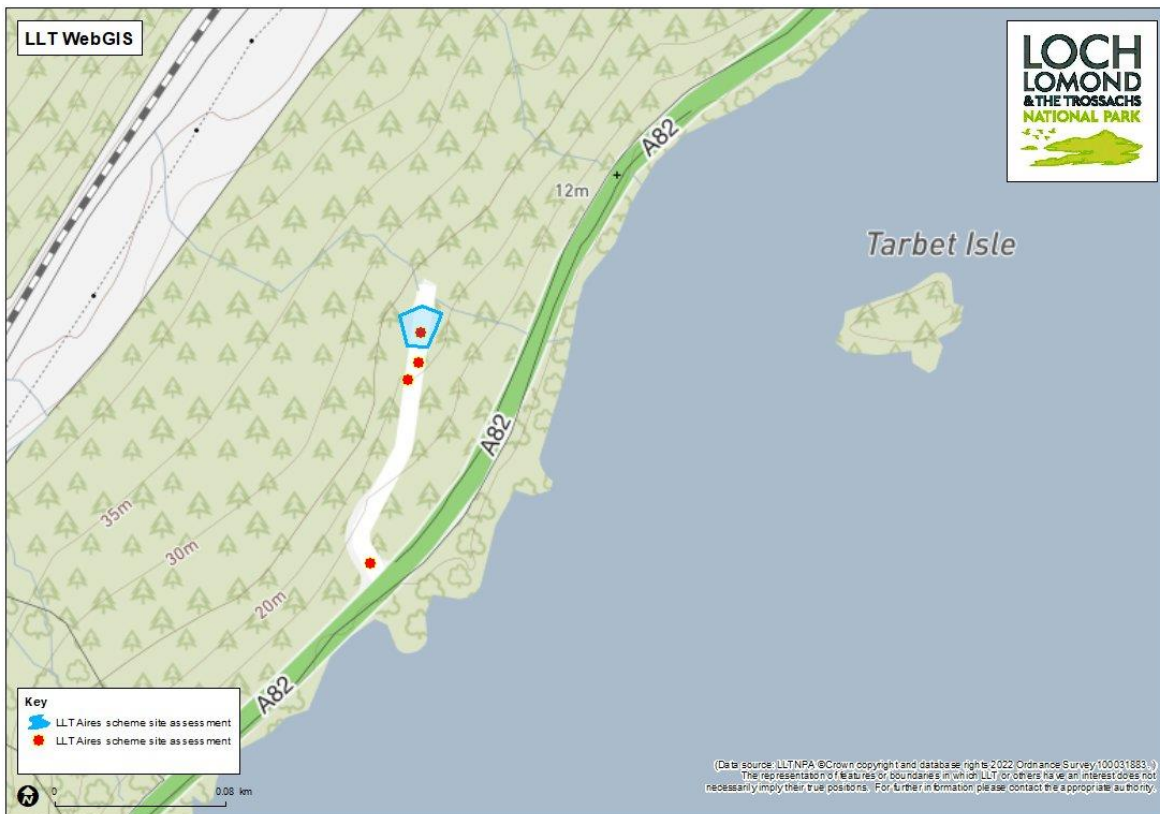 LLT WebGIS
LOCH
LOMOND
& THE TROSSACHS
NATIONAL PARK
A82
12m
Tarbet Isle
A82
35m
30m
20m
A82
Key
LLT Aires scheme site assessment
LLT Aires scheme site assessment
N
0 0.08 km
(Data source: LLTNPA ©Crown copyright and database rights 2022 Ordnance Survey 100031883. )
The representation of features or boundaries in which LLT or others have an interest does not
necessarily imply their true positions. For further information please contact the appropriate authority.